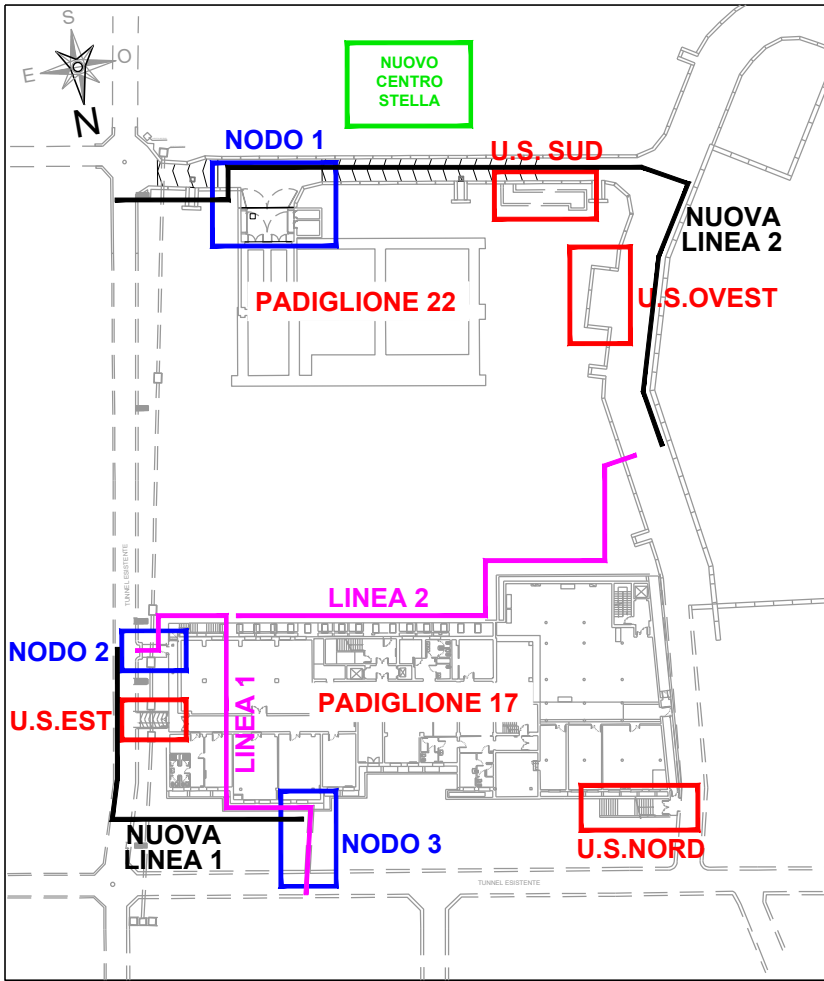 S
O
E
N
NUOVO
CENTRO
STELLA
NODO 1
U.S. SUD
NUOVA
LINEA 2
PADIGLIONE 22
U.S.OVEST
TUNNEL ESISTENTE
LINEA 2
NODO 2
LINEA 1
PADIGLIONE 17
U.S.EST
NUOVA
LINEA 1
NODO 3
U.S.NORD
TUNNEL ESISTENTE